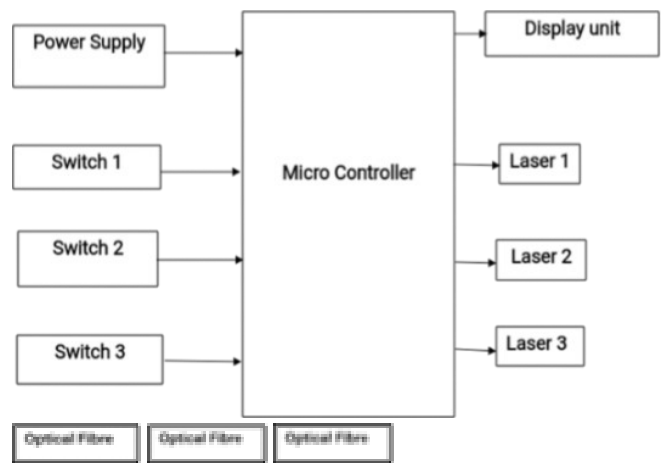 Power Supply
Display unit
Switch 1
Micro Controller
Laser 1
Switch 2
Laser 2
Switch 3
Laser 3
Optical Fibre
Optical Fibre
Optical Fibre